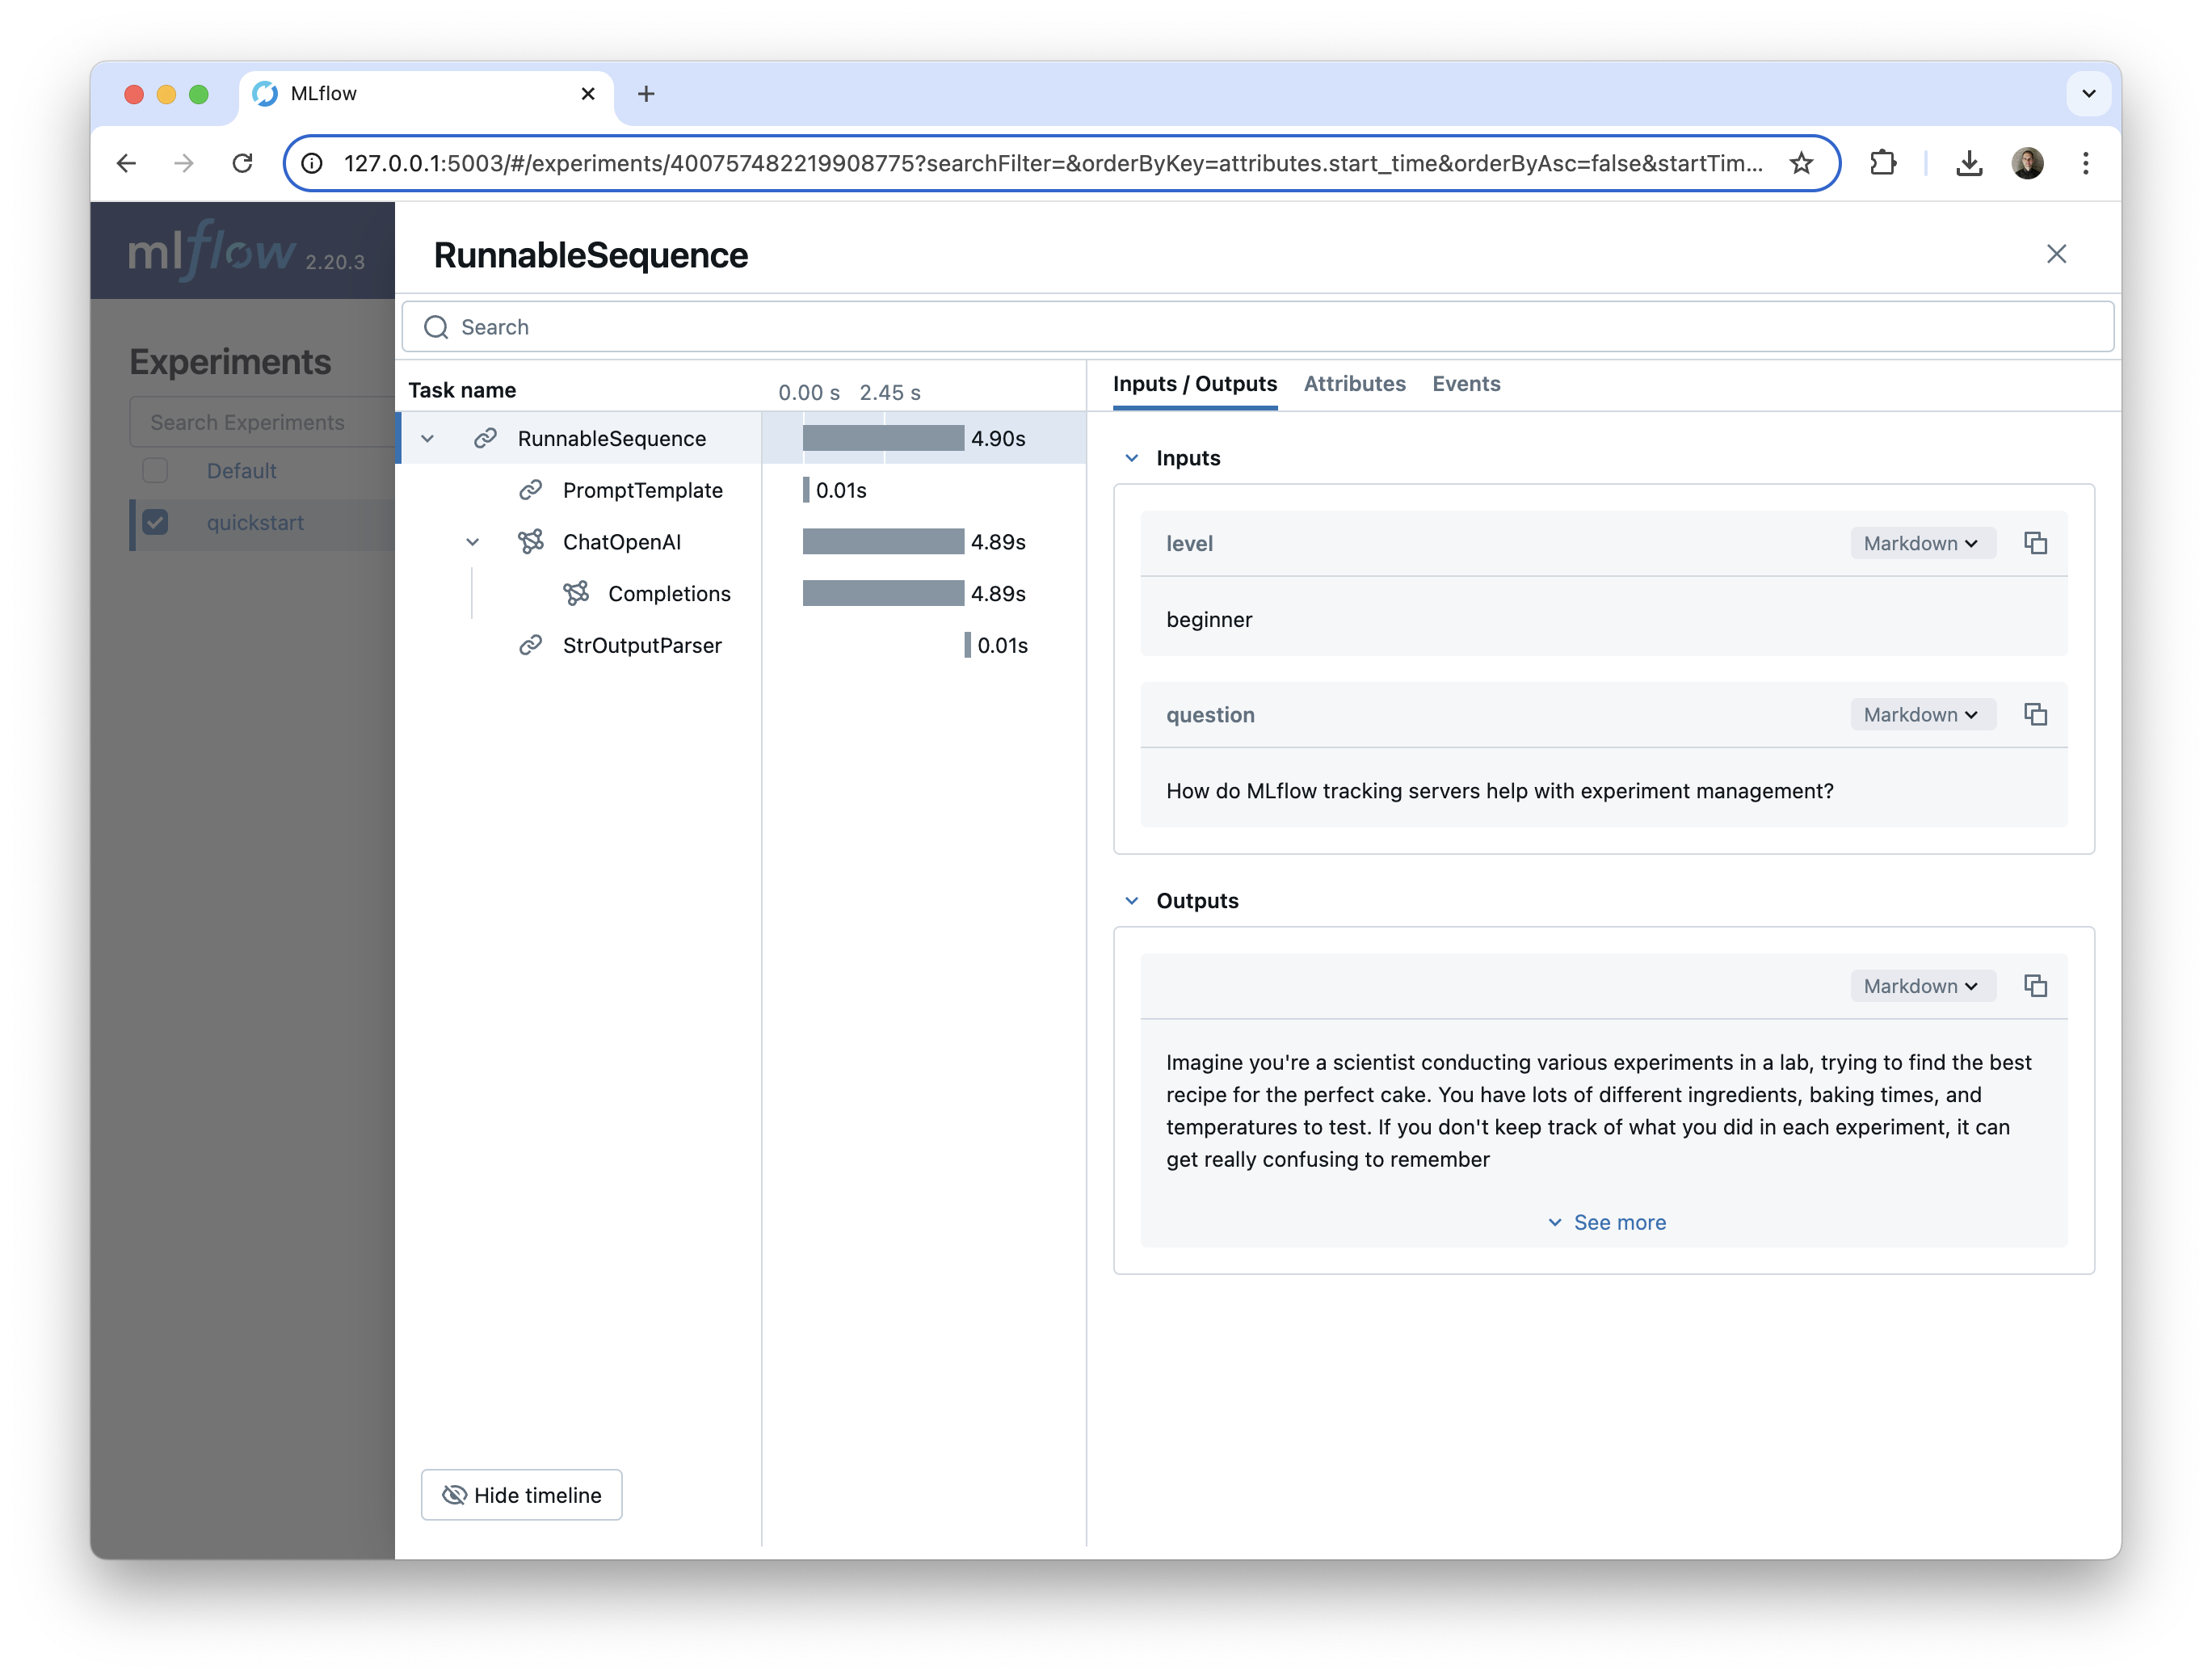 MLflow
127.0.0.1:5003/#/experiments/400757482219908775?searchFilter=&orderByKey=attributes.start_time&orderByAsc=false&startTim...
mlflow 2.20.3
Experiments
Search Experiments
Default
quickstart
RunnableSequence
Search
Task name
0.00 s 2.45 s
RunnableSequence 4.90s
PromptTemplate 0.01s
ChatOpenAI 4.89s
Completions 4.89s
StrOutputParser 0.01s
Hide timeline
Inputs / Outputs Attributes Events
Inputs
level Markdown
beginner
question Markdown
How do MLflow tracking servers help with experiment management?
Outputs
Markdown
Imagine you're a scientist conducting various experiments in a lab, trying to find the best
recipe for the perfect cake. You have lots of different ingredients, baking times, and
temperatures to test. If you don't keep track of what you did in each experiment, it can
get really confusing to remember
See more